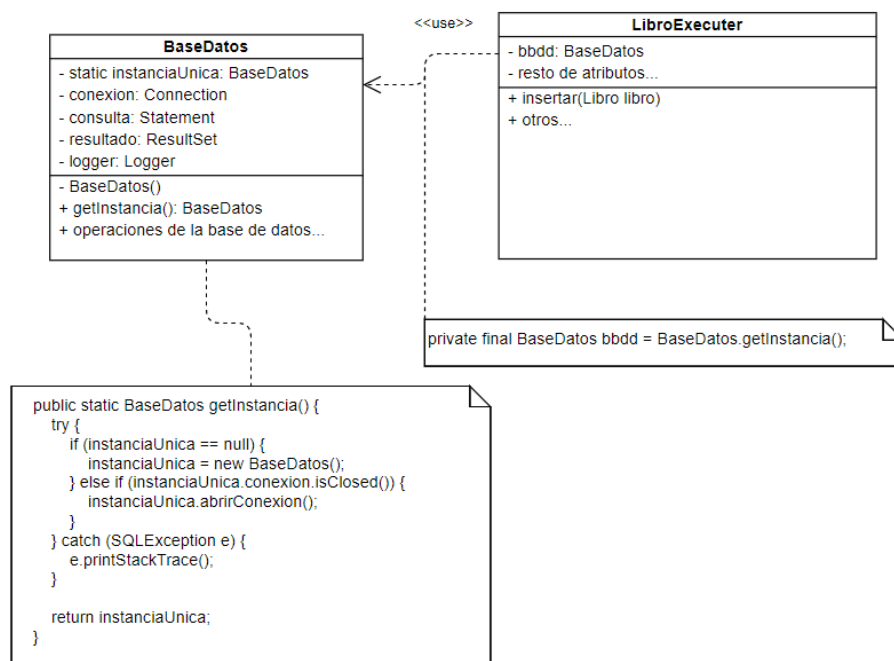 <<use>>
BaseDatos
- static instanciaUnica: BaseDatos
- conexion: Connection
- consulta: Statement
- resultado: ResultSet
- logger: Logger
- BaseDatos()
+ getInstancia(): BaseDatos
+ operaciones de la base de datos...
LibroExecuter
- bbdd: BaseDatos
- resto de atributos...
+ insertar(Libro libro)
+ otros...
private final BaseDatos bbdd = BaseDatos.getInstancia();
public static BaseDatos getInstancia() {
try {
if (instanciaUnica == null) {
instanciaUnica = new BaseDatos();
} else if (instanciaUnica.conexion.isClosed()) {
instanciaUnica.abrirConexion();
}
} catch (SQLException e) {
e.printStackTrace();
}
return instanciaUnica;
}